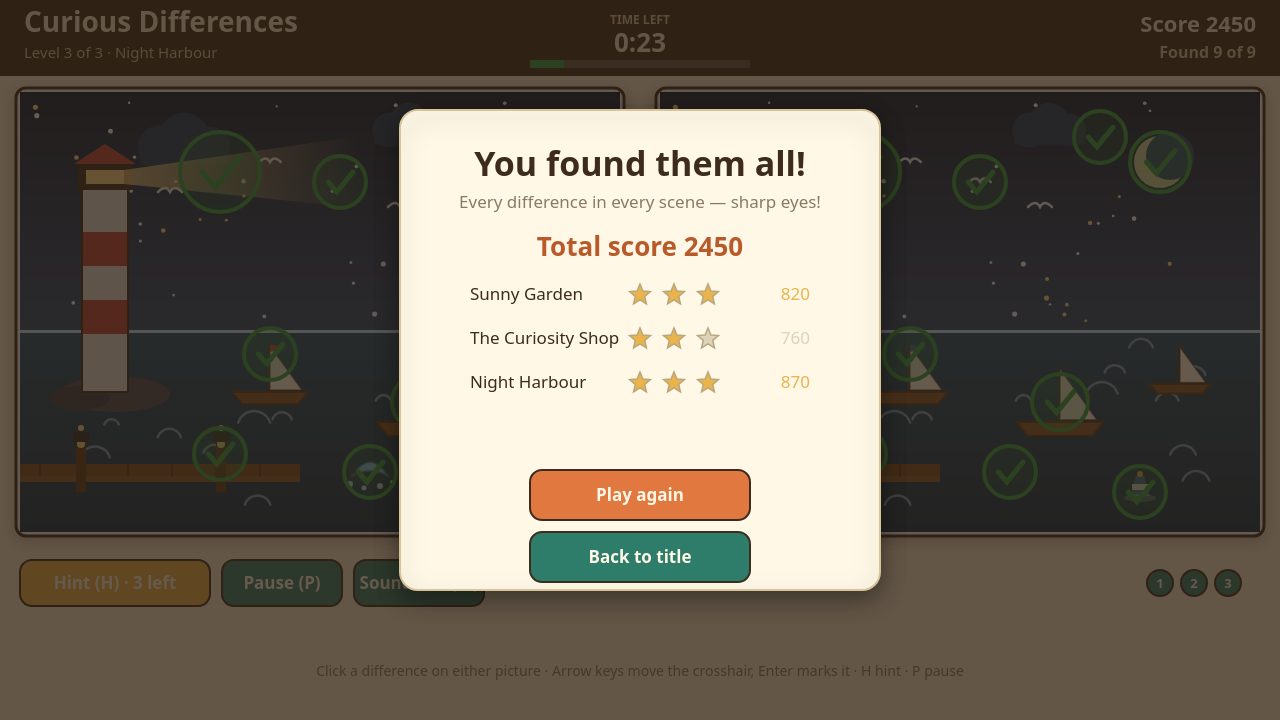 Curious Differences
Level 3 of 3 · Night Harbour
TIME LEFT
0:23
Score 2450
Found 9 of 9
You found them all!
Every difference in every scene — sharp eyes!
Total score 2450
Sunny Garden 820
The Curiosity Shop 760
Night Harbour 870
Play again
Back to title
Hint (H) · 3 left
Pause (P)
1 2 3
Click a difference on either picture · Arrow keys move the crosshair, Enter marks it · H hint · P pause